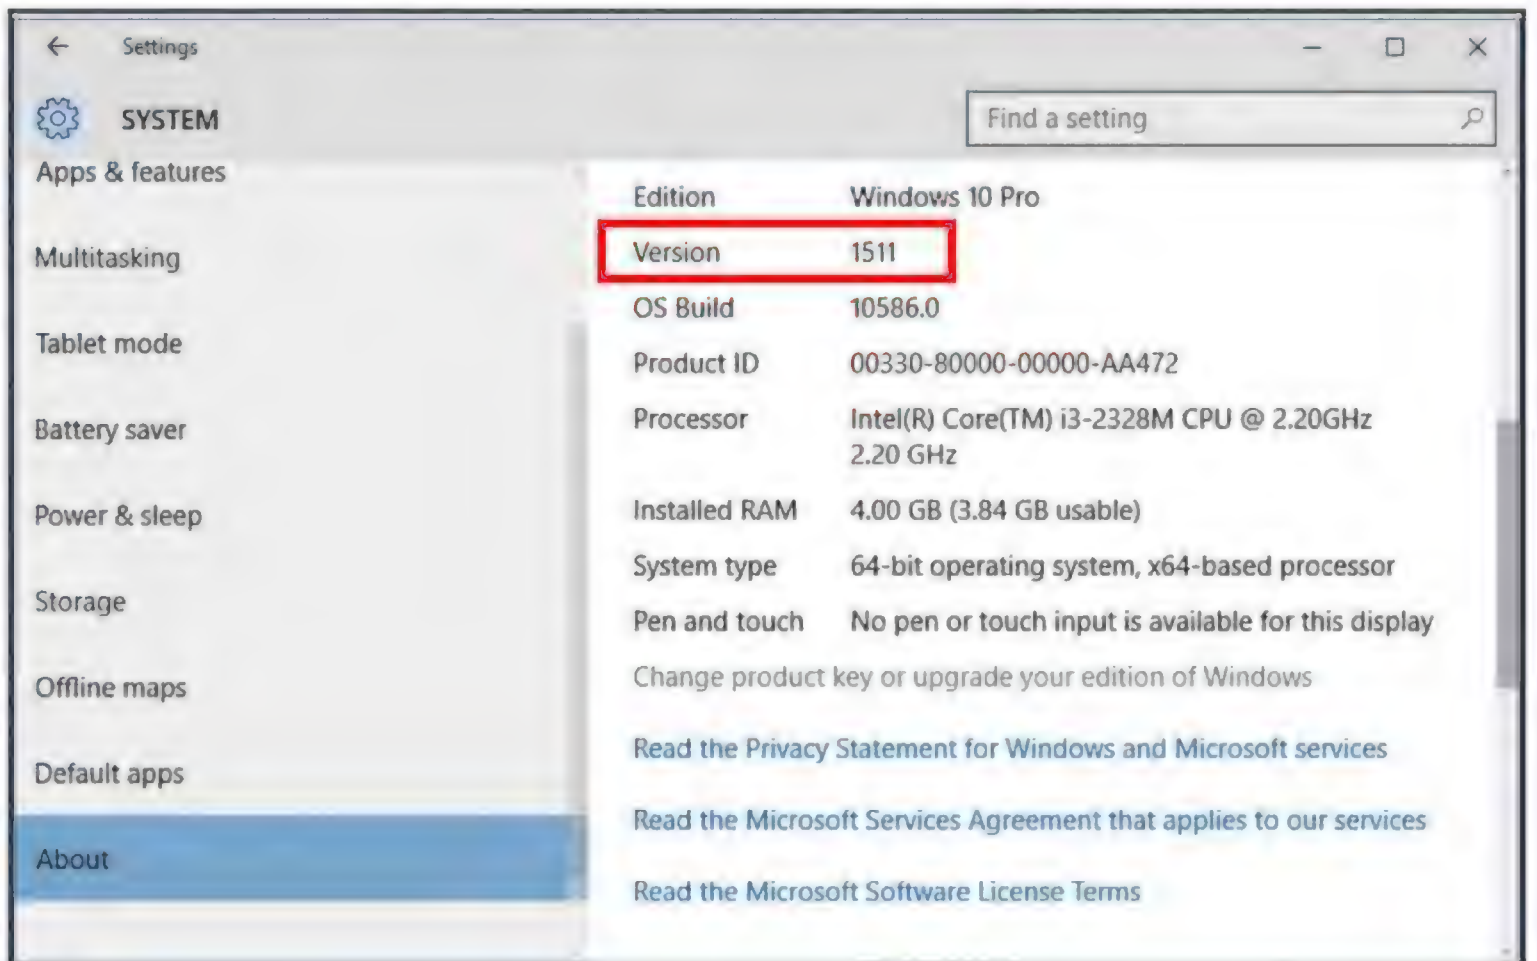 Settings
SYSTEM
Find a setting
Apps & features
Multitasking
Tablet mode
Battery saver
Power & sleep
Storage
Offline maps
Default apps
About
Edition Windows 10 Pro
Version 1511
OS Build 10586.0
Product ID 00330-80000-00000-AA472
Processor Intel(R) Core(TM) i3-2328M CPU @ 2.20GHz
2.20 GHz
Installed RAM 4.00 GB (3.84 GB usable)
System type 64-bit operating system, x64-based processor
Pen and touch No pen or touch input is available for this display
Change product key or upgrade your edition of Windows
Read the Privacy Statement for Windows and Microsoft services
Read the Microsoft Services Agreement that applies to our services
Read the Microsoft Software License Terms